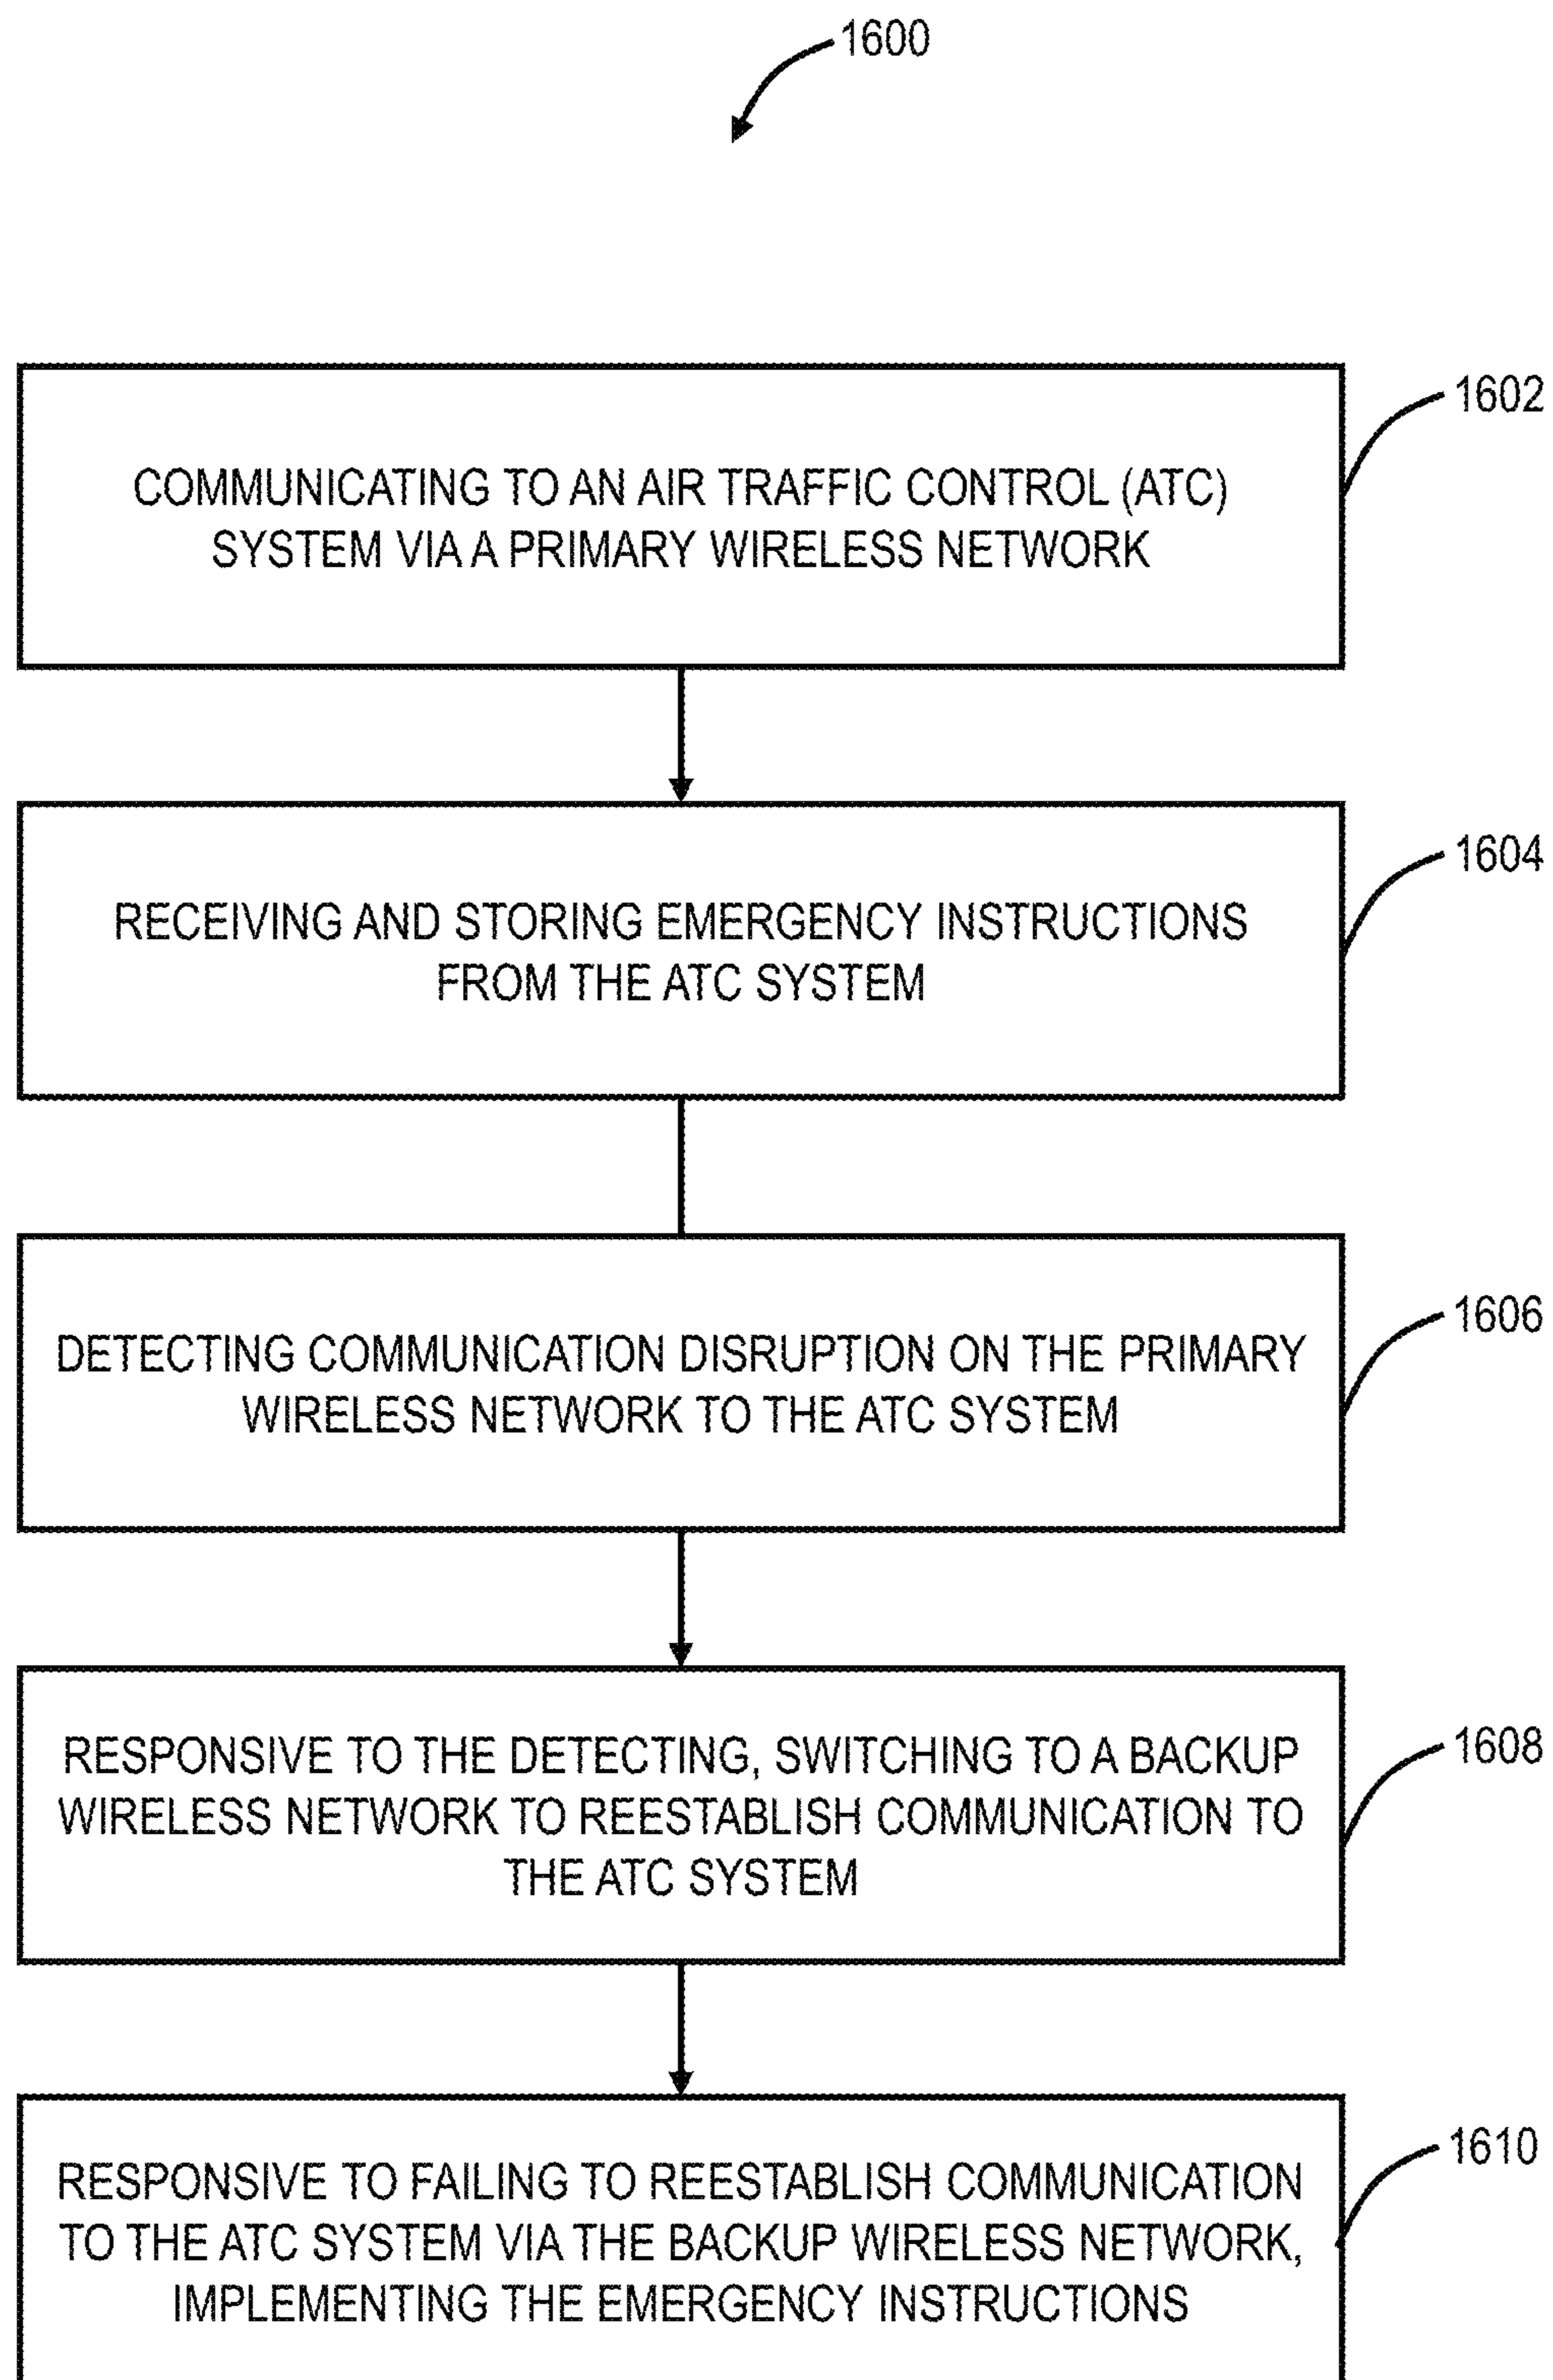 1600
1602
COMMUNICATING TO AN AIR TRAFFIC CONTROL (ATC)
SYSTEM VIA A PRIMARY WIRELESS NETWORK
1604
RECEIVING AND STORING EMERGENCY INSTRUCTIONS
FROM THE ATC SYSTEM
1606
DETECTING COMMUNICATION DISRUPTION ON THE PRIMARY
WIRELESS NETWORK TO THE ATC SYSTEM
1608
RESPONSIVE TO THE DETECTING, SWITCHING TO A BACKUP
WIRELESS NETWORK TO REESTABLISH COMMUNICATION TO
THE ATC SYSTEM
1610
RESPONSIVE TO FAILING TO REESTABLISH COMMUNICATION
TO THE ATC SYSTEM VIA THE BACKUP WIRELESS NETWORK,
IMPLEMENTING THE EMERGENCY INSTRUCTIONS